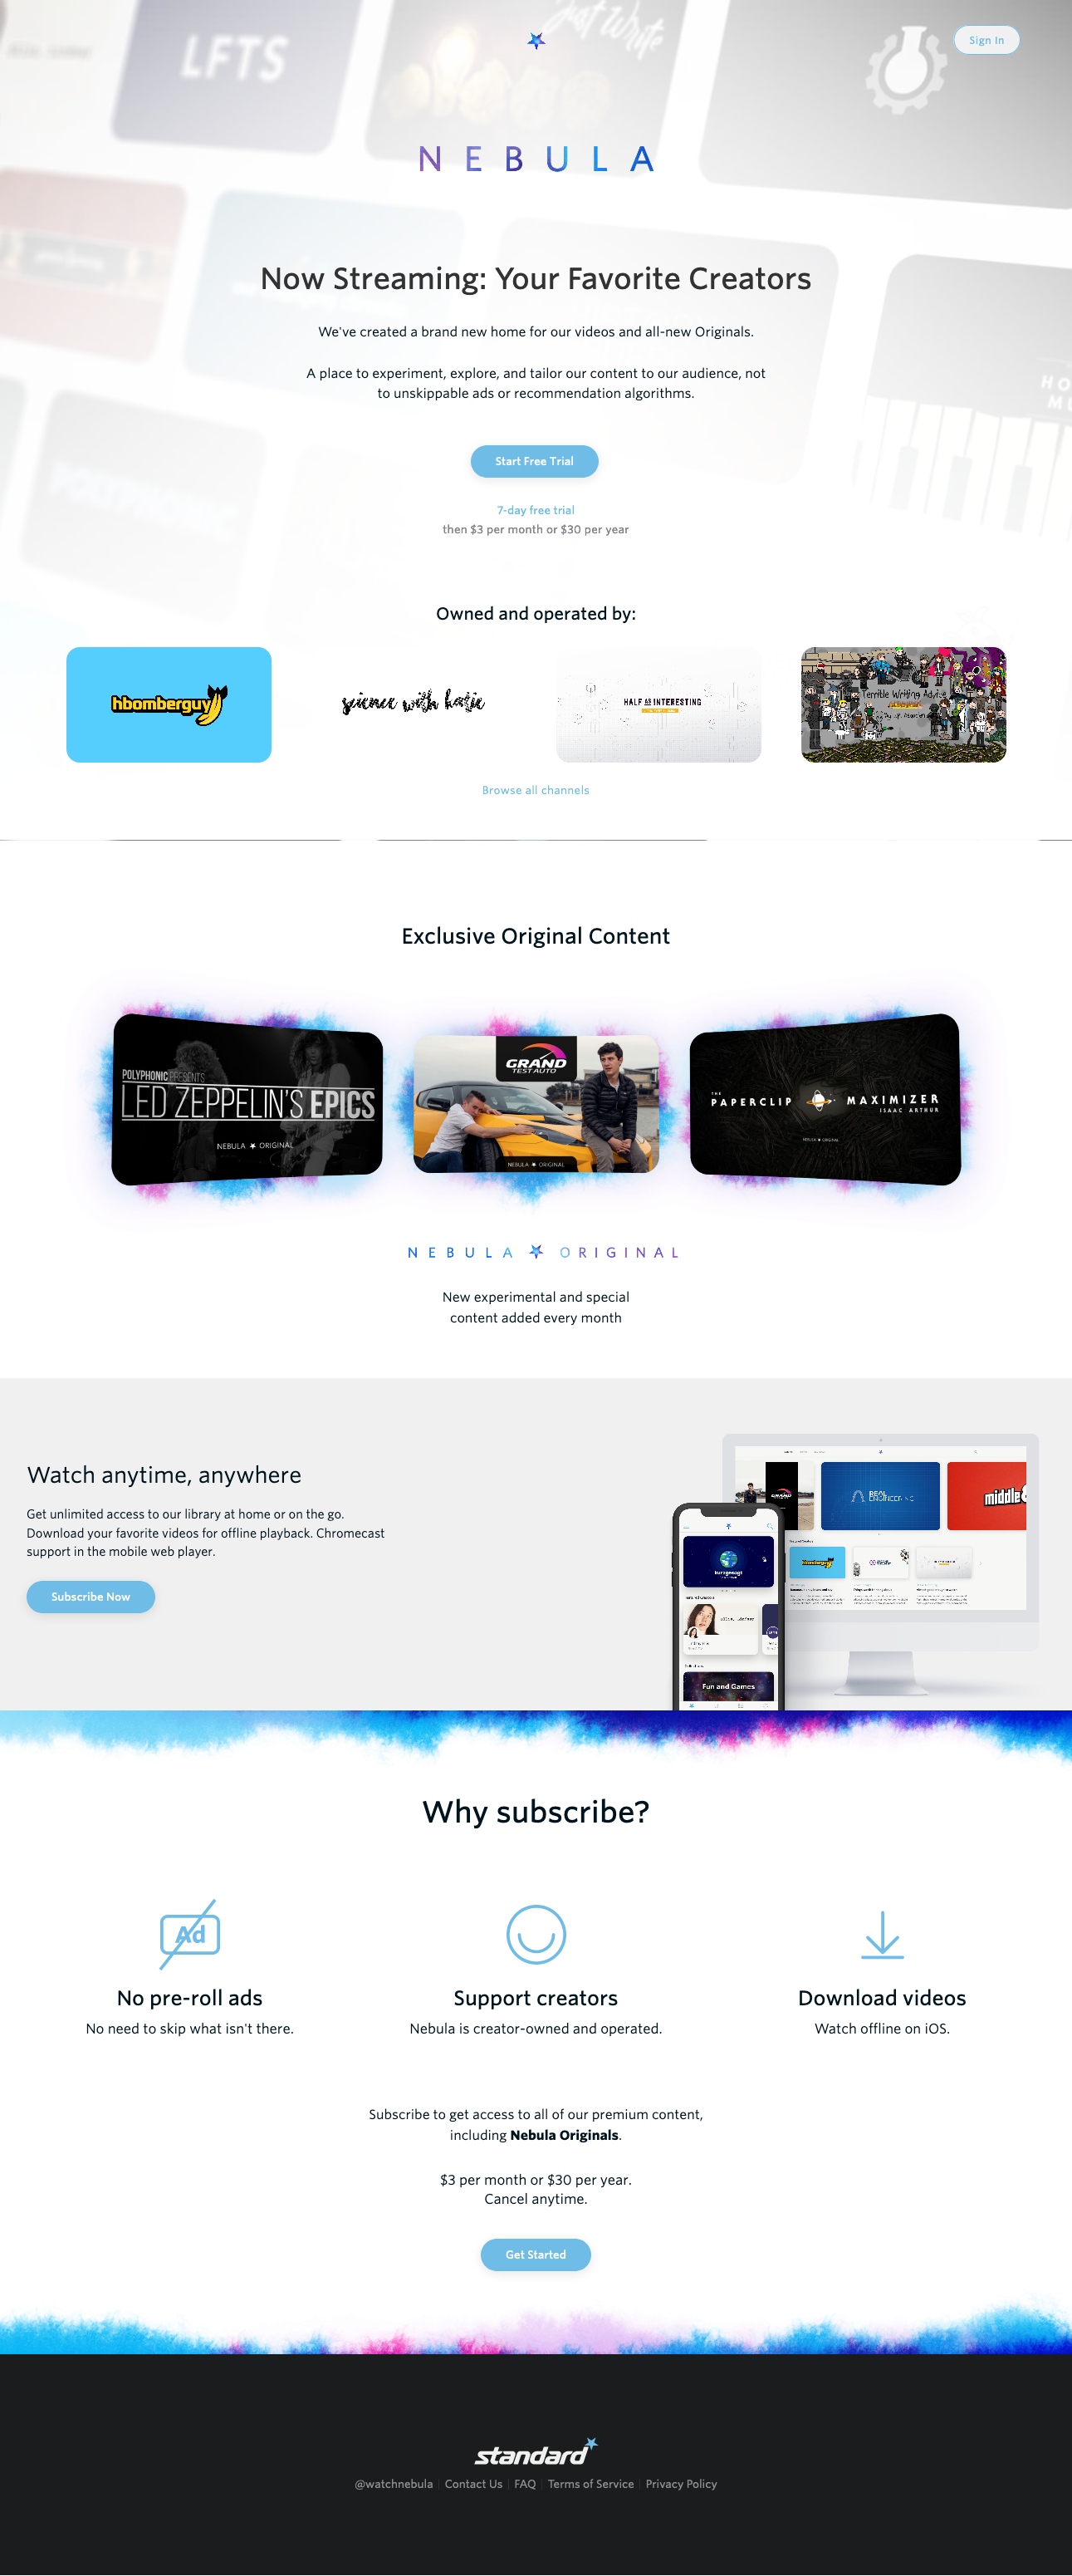 LFTS
Just Write
Sign In
NEBULA
Now Streaming: Your Favorite Creators
We've created a brand new home for our videos and all-new Originals.
A place to experiment, explore, and tailor our content to our audience, not
to unskippable ads or recommendation algorithms.
POLYPHONIC
Start Free Trial
7-day free trial
then $3 per month or $30 per year
Owned and operated by:
hbomberguy
science with katie
HALF AS INTERESTING
Terrible Writing Advice
Browse all channels
Exclusive Original Content
POLYPHONIC PRESENTS
LED ZEPPELIN'S EPICS
NEBULA ORIGINAL
GRAND
TEST AUTO
NEBULA ORIGINAL
THE
PAPERCLIP MAXIMIZER
ISAAC ARTHUR
NEBULA ORIGINAL
NEBULA ORIGINAL
New experimental and special
content added every month
Watch anytime, anywhere
Get unlimited access to our library at home or on the go.
Download your favorite videos for offline playback. Chromecast
support in the mobile web player.
Subscribe Now
GRAND
REAL
ENGINEERING
hbomberguy
kurzgesagt
Fun and Games
Why subscribe?
Ad
No pre-roll ads
No need to skip what isn't there.
Support creators
Nebula is creator-owned and operated.
Download videos
Watch offline on iOS.
Subscribe to get access to all of our premium content,
including Nebula Originals.
$3 per month or $30 per year.
Cancel anytime.
Get Started
standard
@watchnebula | Contact Us | FAQ | Terms of Service | Privacy Policy